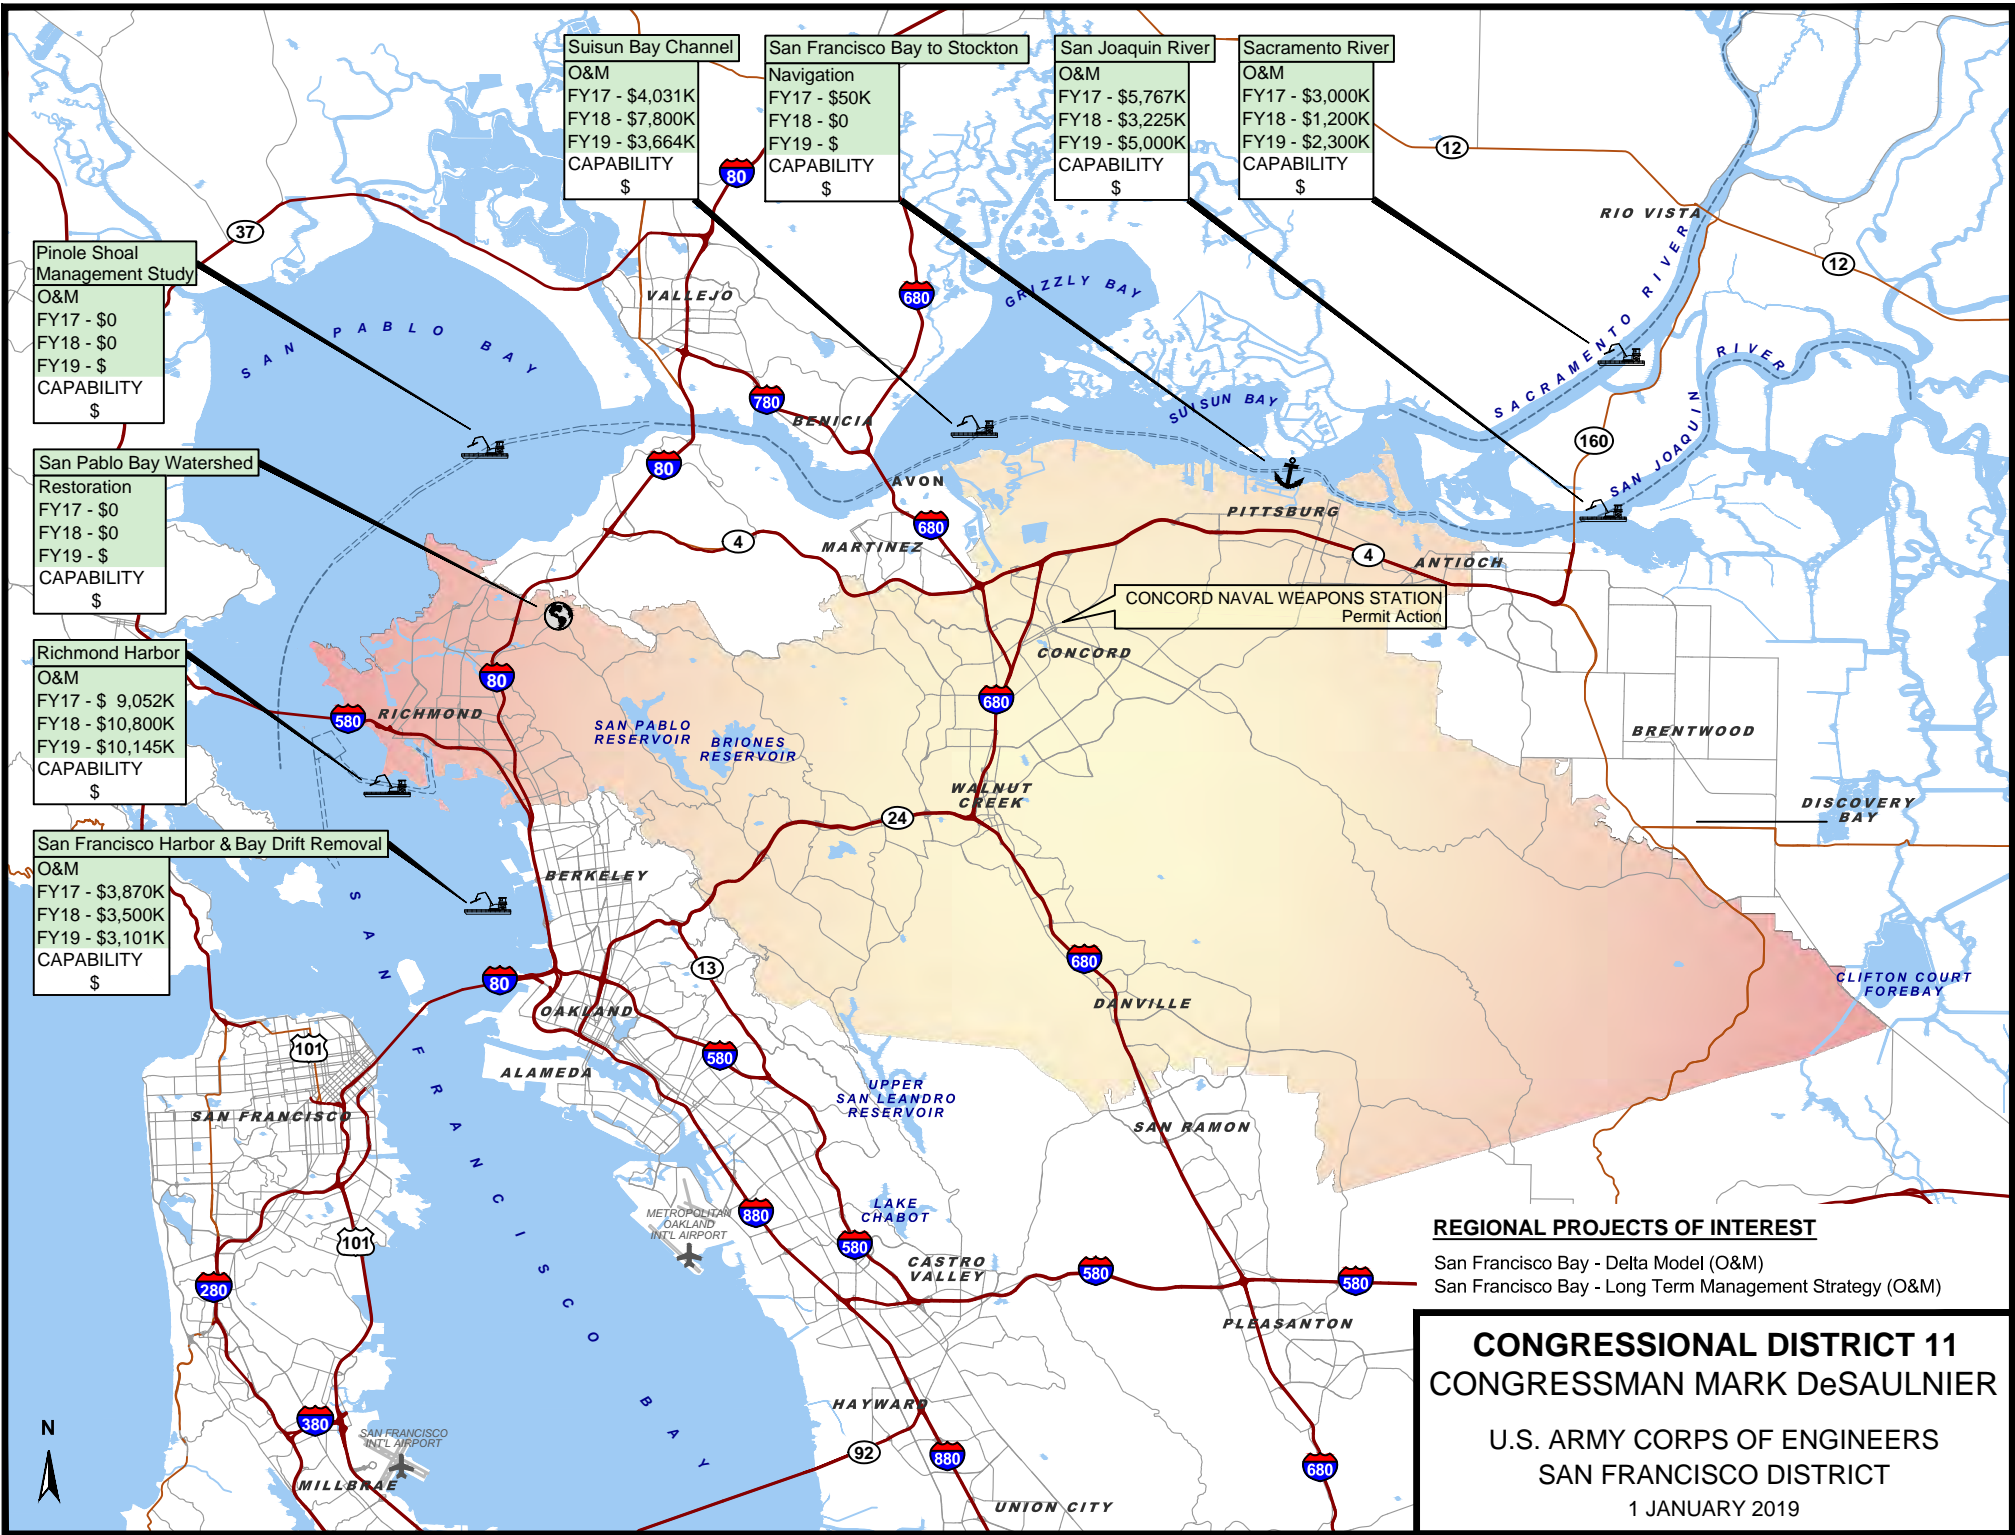 Suisun Bay Channel
O&M
FY17 - $4,031K
FY18 - $7,800K
FY19 - $3,664K
CAPABILITY
$
San Francisco Bay to Stockton
Navigation
FY17 - $50K
FY18 - $0
FY19 - $
CAPABILITY
$
San Joaquin River
O&M
FY17 - $5,767K
FY18 - $3,225K
FY19 - $5,000K
CAPABILITY
$
Sacramento River
O&M
FY17 - $3,000K
FY18 - $1,200K
FY19 - $2,300K
CAPABILITY
$
Pinole Shoal
Management Study
O&M
FY17 - $0
FY18 - $0
FY19 - $
CAPABILITY
$
San Pablo Bay Watershed
Restoration
FY17 - $0
FY18 - $0
FY19 - $
CAPABILITY
$
Richmond Harbor
O&M
FY17 - $ 9,052K
FY18 - $10,800K
FY19 - $10,145K
CAPABILITY
$
San Francisco Harbor & Bay Drift Removal
O&M
FY17 - $3,870K
FY18 - $3,500K
FY19 - $3,101K
CAPABILITY
$
12
80
RIO VISTA
37
12
680
GRIZZLY BAY
VALLEJO
SAN PABLO BAY
SACRAMENTO RIVER
SAN JOAQUIN RIVER
780
SUISUN BAY
BENICIA
160
80
AVON
680
PITTSBURG
4
MARTINEZ
4
ANTIOCH
CONCORD NAVAL WEAPONS STATION
Permit Action
CONCORD
80
680
580
RICHMOND
SAN PABLO
RESERVOIR
BRIONES
RESERVOIR
BRENTWOOD
WALNUT
CREEK
24
DISCOVERY
BAY
BERKELEY
SAN FRANCISCO BAY
13
680
80
CLIFTON COURT
FOREBAY
DANVILLE
OAKLAND
101
580
ALAMEDA
UPPER
SAN LEANDRO
RESERVOIR
SAN FRANCISCO
SAN RAMON
METROPOLITAN
OAKLAND
INT'L AIRPORT
880
LAKE
CHABOT
101
580
CASTRO
VALLEY
580
580
280
PLEASANTON
HAYWARD
380
SAN FRANCISCO
INT'L AIRPORT
92
880
680
MILLBRAE
UNION CITY
N
REGIONAL PROJECTS OF INTEREST
San Francisco Bay - Delta Model (O&M)
San Francisco Bay - Long Term Management Strategy (O&M)
CONGRESSIONAL DISTRICT 11
CONGRESSMAN MARK DeSAULNIER
U.S. ARMY CORPS OF ENGINEERS
SAN FRANCISCO DISTRICT
1 JANUARY 2019